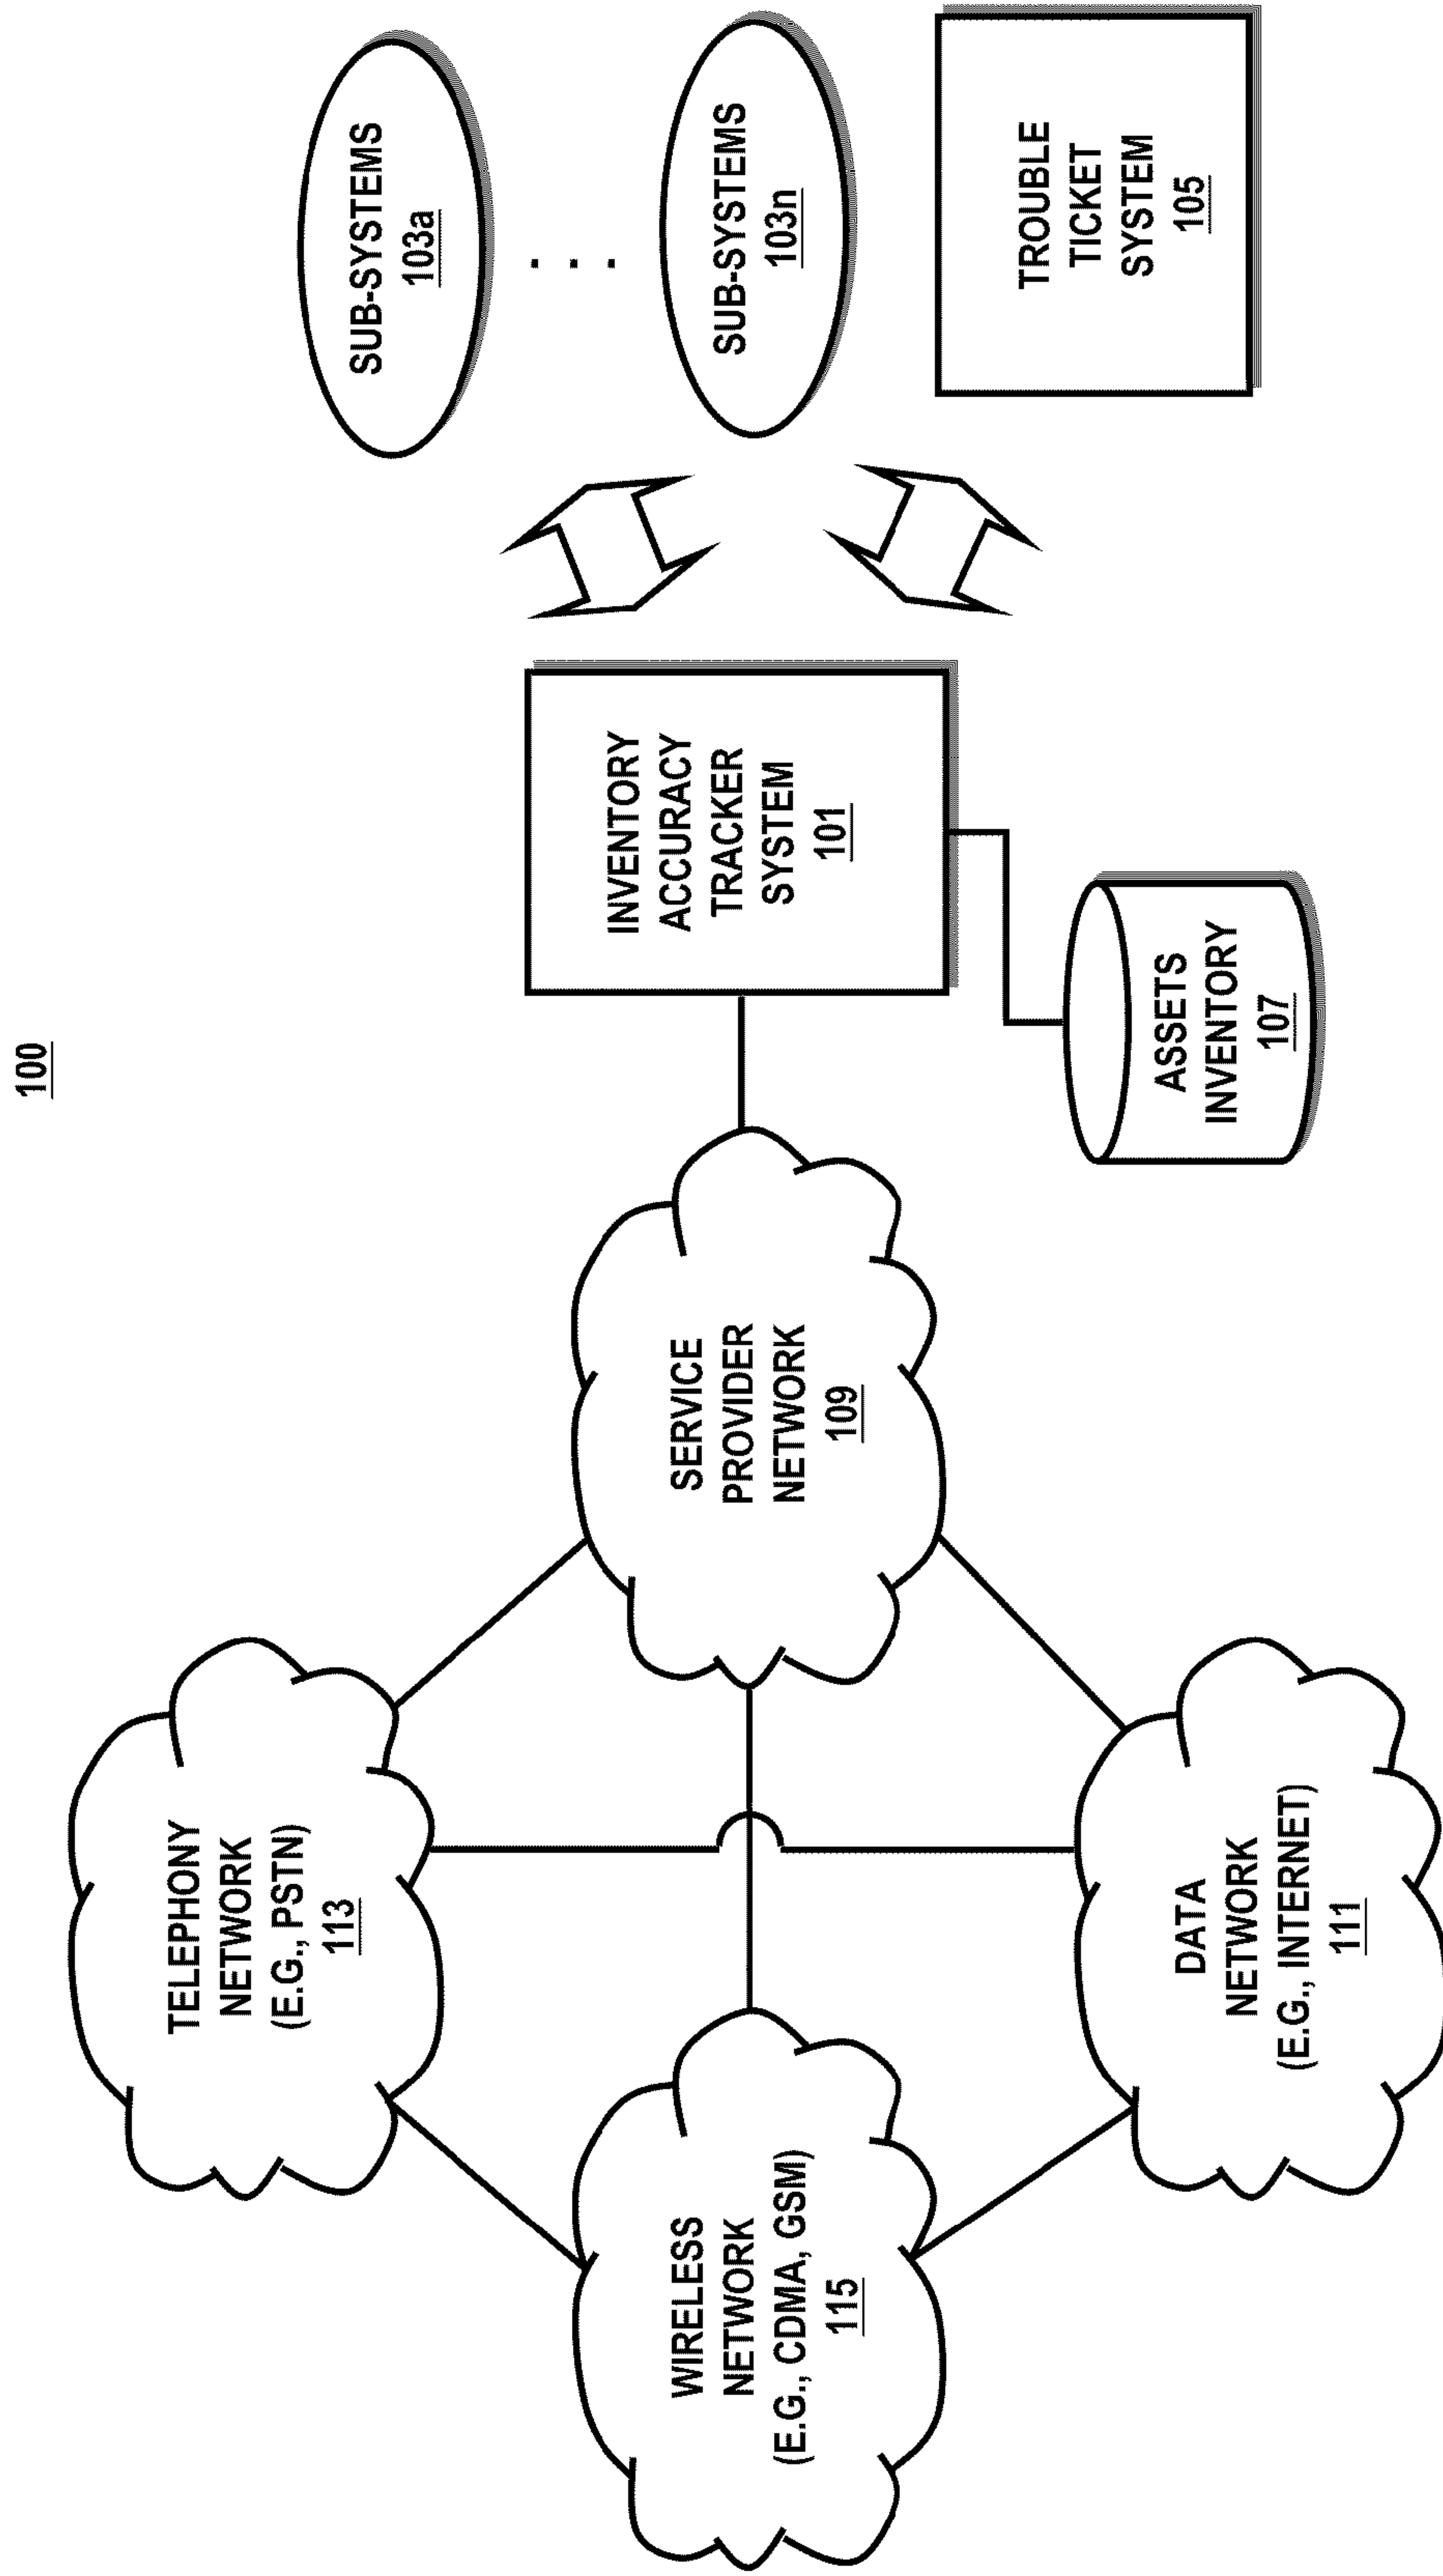 100
TELEPHONY
NETWORK
(E.G., PSTN)
113
WIRELESS
NETWORK
(E.G., CDMA, GSM)
115
SERVICE
PROVIDER
NETWORK
109
DATA
NETWORK
(E.G., INTERNET)
111
INVENTORY
ACCURACY
TRACKER
SYSTEM
101
ASSETS
INVENTORY
107
SUB-SYSTEMS
103a
. . .
SUB-SYSTEMS
103n
TROUBLE
TICKET
SYSTEM
105